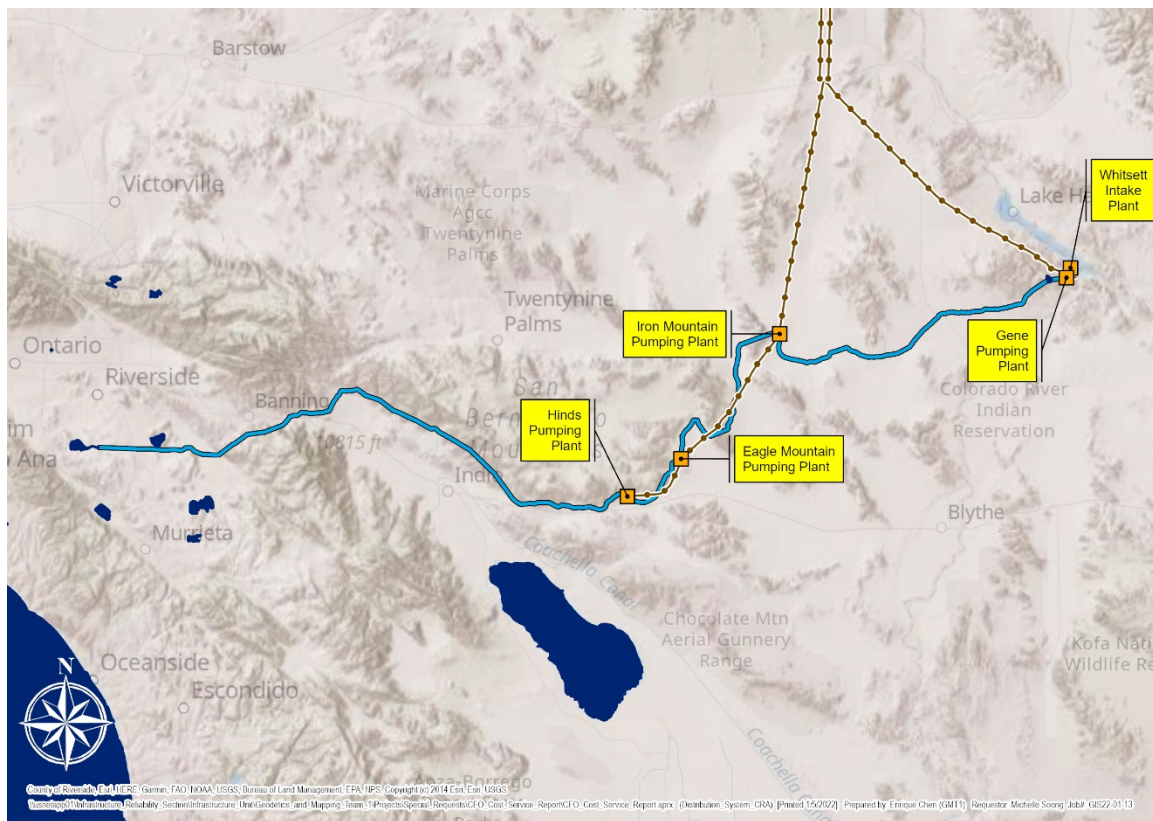 Barstow
Victorville
Marine Corps
Agcc
Twentynine
Palms
Lake Ha
Whitsett
Intake
Plant
Twentynine
Palms
Iron Mountain
Pumping Plant
Gene
Pumping
Plant
Ontario
Riverside
Banning
San
Colorado River
Indian
Reservation
Hinds
Pumping
Plant
10815 ft
Ana
Indio
Eagle Mountain
Pumping Plant
Blythe
Murrieta
Coachella Canal
Chocolate Mtn
Aerial Gunnery
Range
Kofa Nati
Wildlife Re
Oceanside
Escondido
N
Coachella Canal
Anza-Borrego
County of Riverside, Esri, HERE, Garmin, FAO, NOAA, USGS, Bureau of Land Management, EPA, NPS, Copyright (c) 2014 Esri, Esri, USGS
Prepared by Enrique Chen (GMT1) Requestor: Michelle Soong Job#: GIS22-01-13